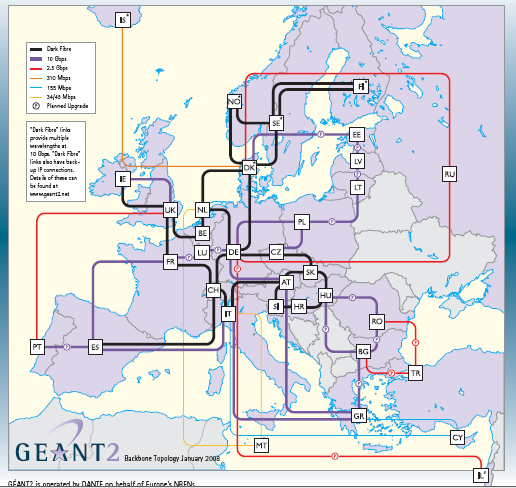 IS*
Dark Fibre
10 Gbps
2.5 Gbps
310 Mbps
155 Mbps
34/45 Mbps
P Planned Upgrade
"Dark Fibre" links
provide multiple
wavelengths at
10 Gbps. "Dark Fibre"
links also have back-
up IP connections.
Details of these can
be found at
www.geant2.net
FI*
NO*
SE*
EE
LV
DK*
RU
IE
LT
UK
NL
PL
BE
LU
DE
CZ
FR
SK
AT
CH
HU
IT
SI
HR
RO
PT
ES
BG
TR
GR
CY
MT
IL*
GEANT2
Backbone Topology January 2008
GÉANT2 is operated by DANTE on behalf of Europe's NRENs